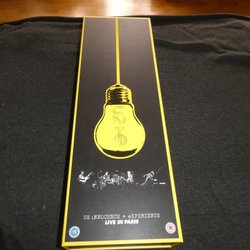 U2 iNNOCENCE + eXPERIENCE
LIVE IN PARIS